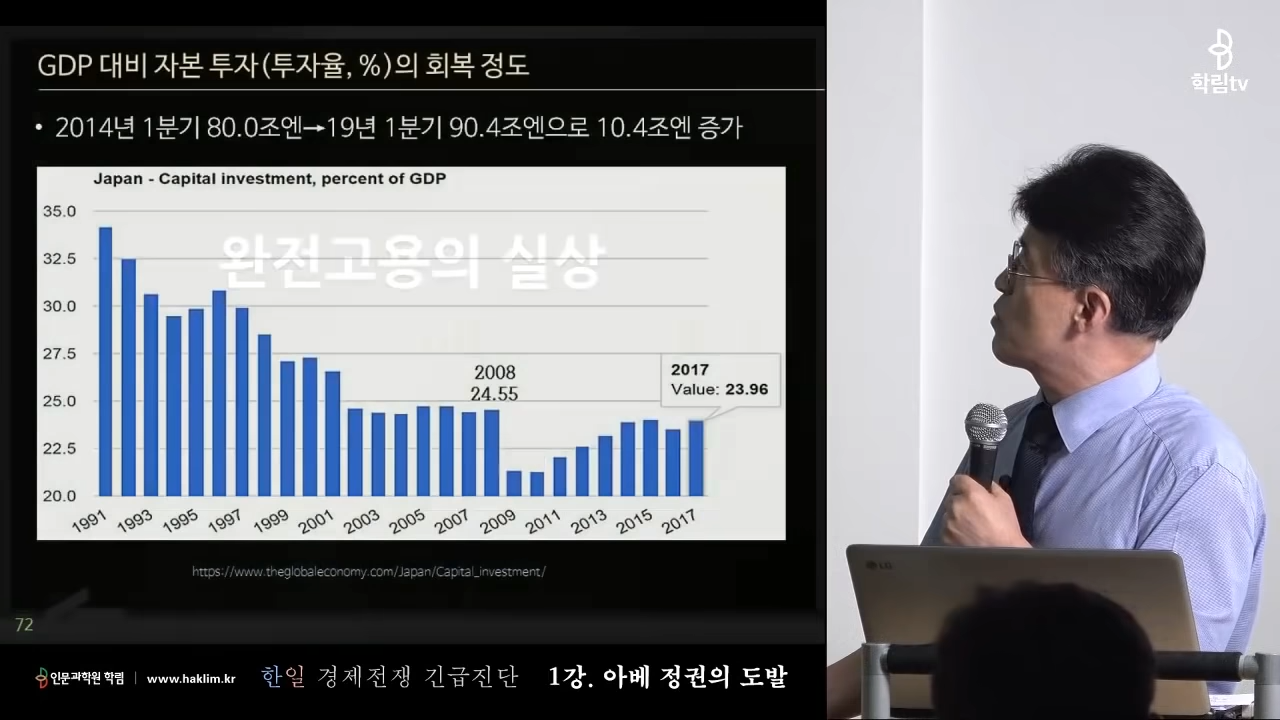 GDP 대비 자본 투자(투자율, %)의 회복 정도
• 2014년 1분기 80.0조엔→19년 1분기 90.4조엔으로 10.4조엔 증가
Japan - Capital investment, percent of GDP
완전고용의 실상
35.0
32.5
30.0
27.5
25.0
22.5
20.0
2008
24.55
2017
Value: 23.96
1991 1993 1995 1997 1999 2001 2003 2005 2007 2009 2011 2013 2015 2017
https://www.theglobaleconomy.com/Japan/Capital_investment/
72
학림tv
LG
인문과학원 학림 | www.haklim.kr 한일 경제전쟁 긴급진단 1강. 아베 정권의 도발